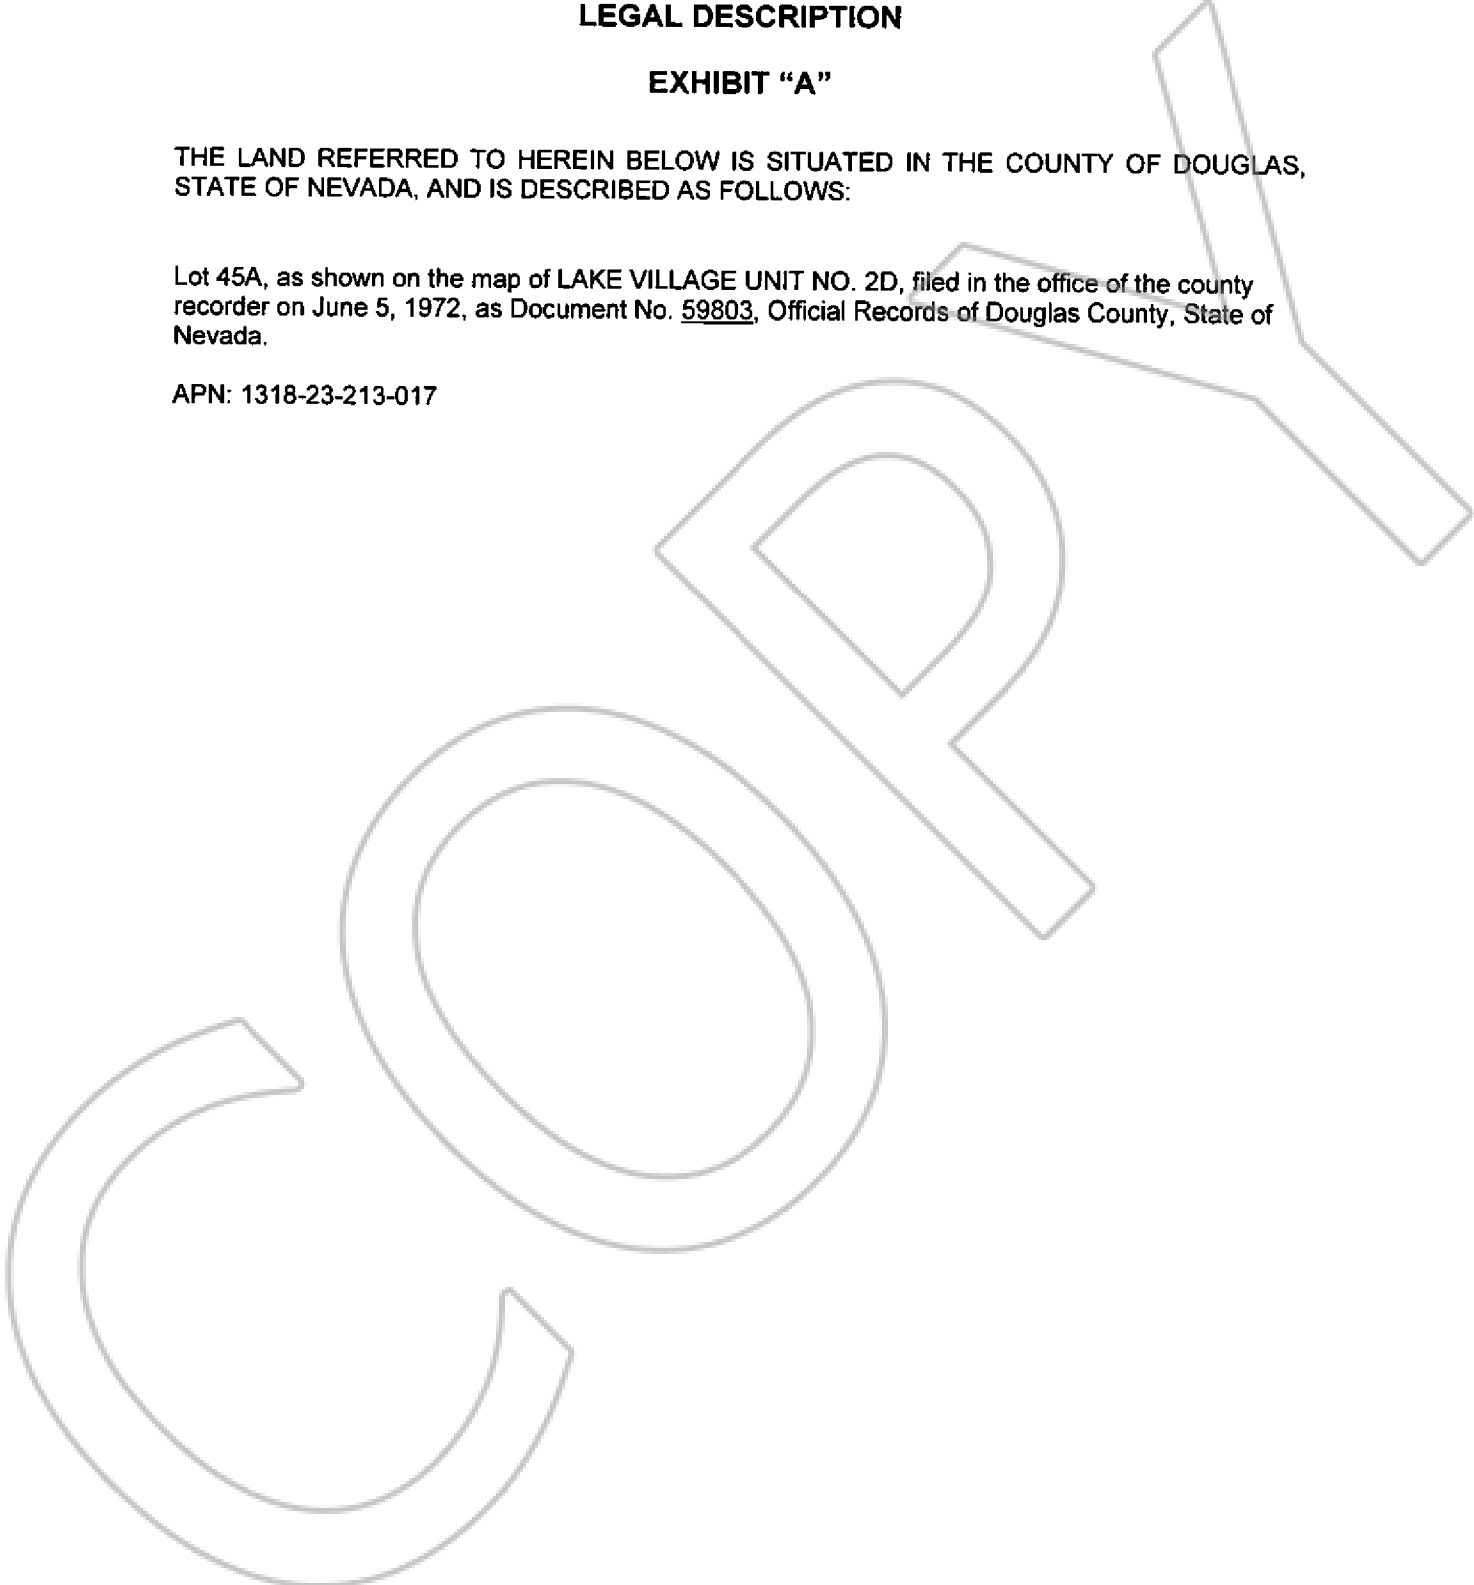 LEGAL DESCRIPTION
EXHIBIT “A”
THE LAND REFERRED TO HEREIN BELOW IS SITUATED IN THE COUNTY OF DOUGLAS,
STATE OF NEVADA, AND IS DESCRIBED AS FOLLOWS:
Lot 45A, as shown on the map of LAKE VILLAGE UNIT NO. 2D, filed in the office of the county
recorder on June 5, 1972, as Document No. 59803, Official Records of Douglas County, State of
Nevada.
APN: 1318-23-213-017
COPY